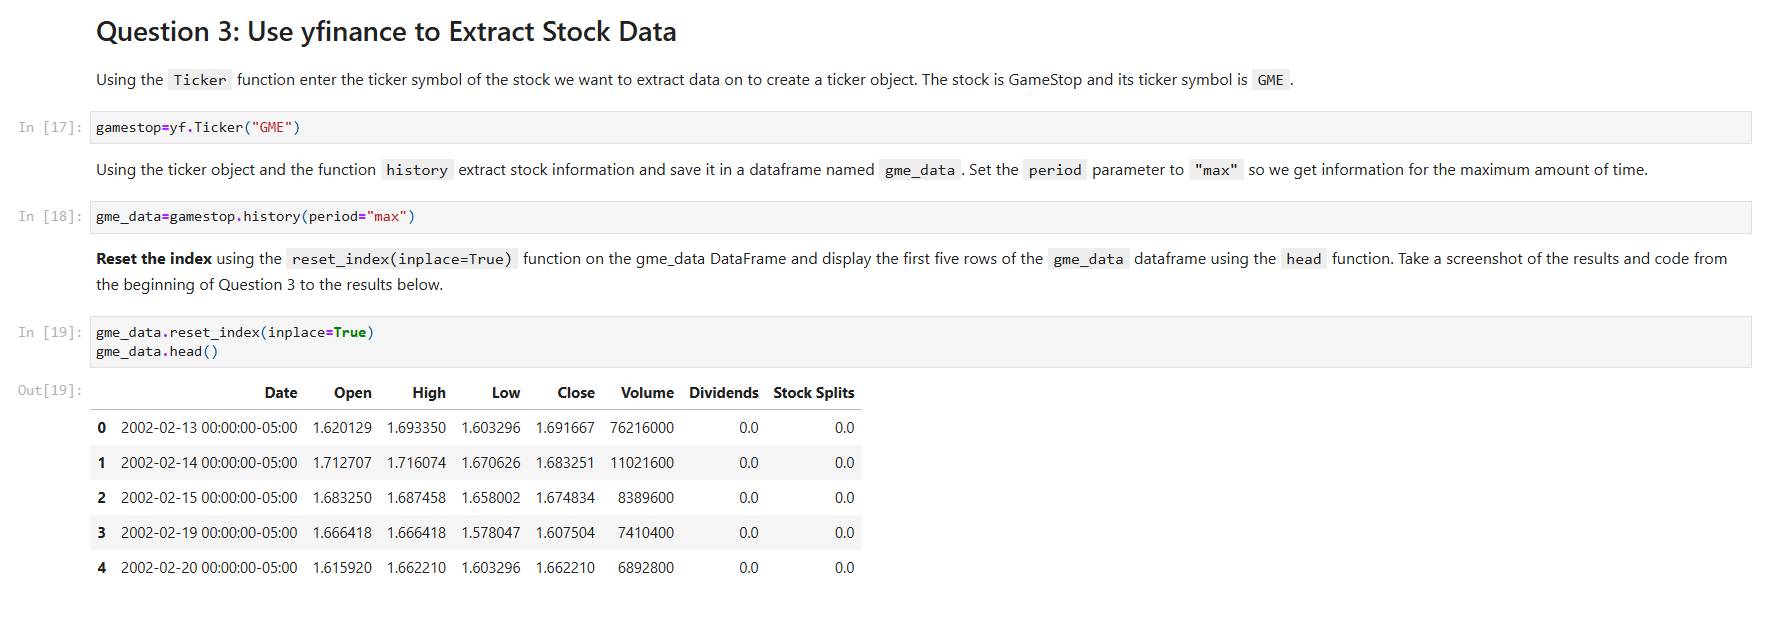 Question 3: Use yfinance to Extract Stock Data
Using the Ticker function enter the ticker symbol of the stock we want to extract data on to create a ticker object. The stock is GameStop and its ticker symbol is GME.
In [17]: gamestop=yf.Ticker("GME")
Using the ticker object and the function history extract stock information and save it in a dataframe named gme_data. Set the period parameter to "max" so we get information for the maximum amount of time.
In [18]: gme_data=gamestop.history(period="max")
Reset the index using the reset_index(inplace=True) function on the gme_data DataFrame and display the first five rows of the gme_data dataframe using the head function. Take a screenshot of the results and code from
the beginning of Question 3 to the results below.
In [19]: gme_data.reset_index(inplace=True)
gme_data.head()
Out[19]:
Date Open High Low Close Volume Dividends Stock Splits
0 2002-02-13 00:00:00-05:00 1.620129 1.693350 1.603296 1.691667 76216000 0.0 0.0
1 2002-02-14 00:00:00-05:00 1.712707 1.716074 1.670626 1.683251 11021600 0.0 0.0
2 2002-02-15 00:00:00-05:00 1.683250 1.687458 1.658002 1.674834 8389600 0.0 0.0
3 2002-02-19 00:00:00-05:00 1.666418 1.666418 1.578047 1.607504 7410400 0.0 0.0
4 2002-02-20 00:00:00-05:00 1.615920 1.662210 1.603296 1.662210 6892800 0.0 0.0